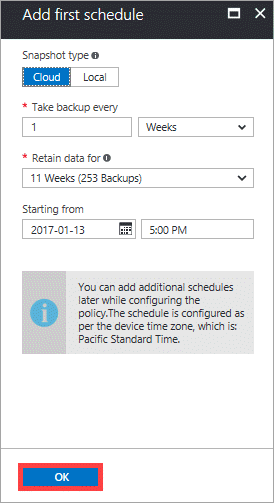 Add first schedule
Snapshot type
Cloud Local
* Take backup every
1 Weeks
* Retain data for
11 Weeks (253 Backups)
Starting from
2017-01-13 5:00 PM
You can add additional schedules
later while configuring the
policy.The schedule is configured as
per the device time zone, which is:
Pacific Standard Time.
OK